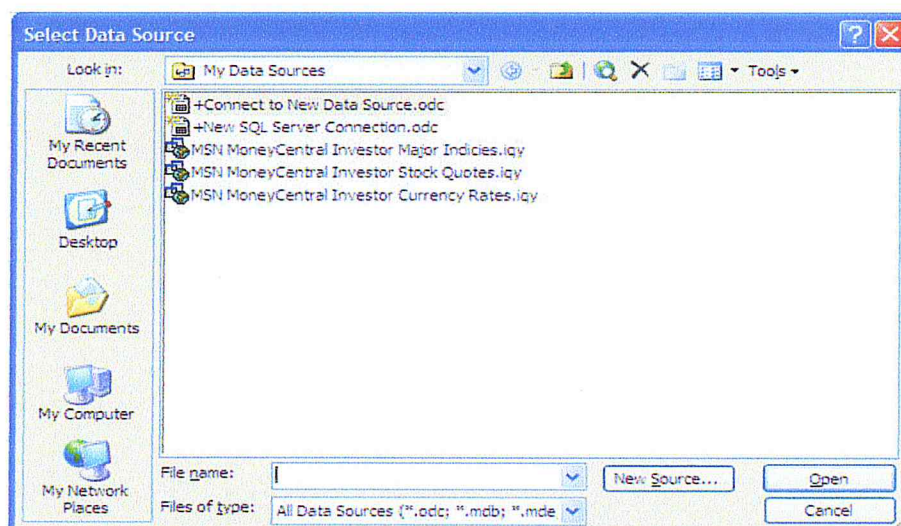 Select Data Source
Look in:
My Data Sources
Tools
My Recent
Documents
Desktop
My Documents
My Computer
My Network
Places
+Connect to New Data Source.odc
+New SQL Server Connection.odc
MSN MoneyCentral Investor Major Indicies.iqy
MSN MoneyCentral Investor Stock Quotes.iqy
MSN MoneyCentral Investor Currency Rates.iqy
File name:
New Source...
Open
Files of type:
All Data Sources (*.odc; *.mdb; *.mde
Cancel